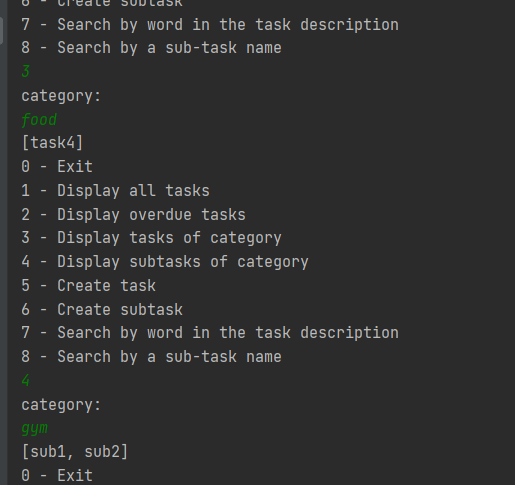 6 - Create subtask
7 - Search by word in the task description
8 - Search by a sub-task name
3
category:
food
[task4]
0 - Exit
1 - Display all tasks
2 - Display overdue tasks
3 - Display tasks of category
4 - Display subtasks of category
5 - Create task
6 - Create subtask
7 - Search by word in the task description
8 - Search by a sub-task name
4
category:
gym
[sub1, sub2]
0 - Exit